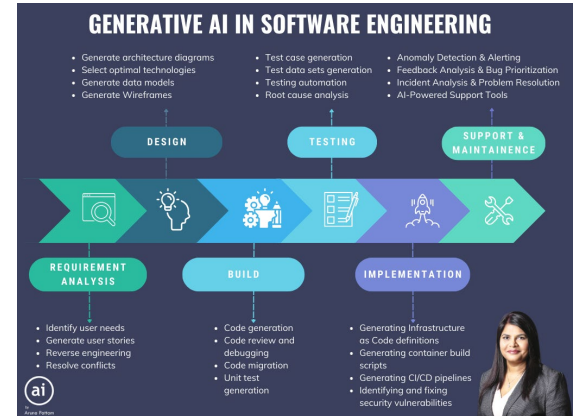 GENERATIVE AI IN SOFTWARE ENGINEERING
• Generate architecture diagrams
• Select optimal technologies
• Generate data models
• Generate Wireframes
• Test case generation
• Test data sets generation
• Testing automation
• Root cause analysis
• Anomaly Detection & Alerting
• Feedback Analysis & Bug Prioritization
• Incident Analysis & Problem Resolution
• AI-Powered Support Tools
DESIGN
TESTING
SUPPORT &
MAINTAINENCE
REQUIREMENT
ANALYSIS
BUILD
IMPLEMENTATION
• Identify user needs
• Generate user stories
• Reverse engineering
• Resolve conflicts
• Code generation
• Code review and
debugging
• Code migration
• Unit test
generation
• Generating Infrastructure
as Code definitions
• Generating container build
scripts
• Generating CI/CD pipelines
• Identifying and fixing
security vulnerabilities
ai
by
Aruna Pattam